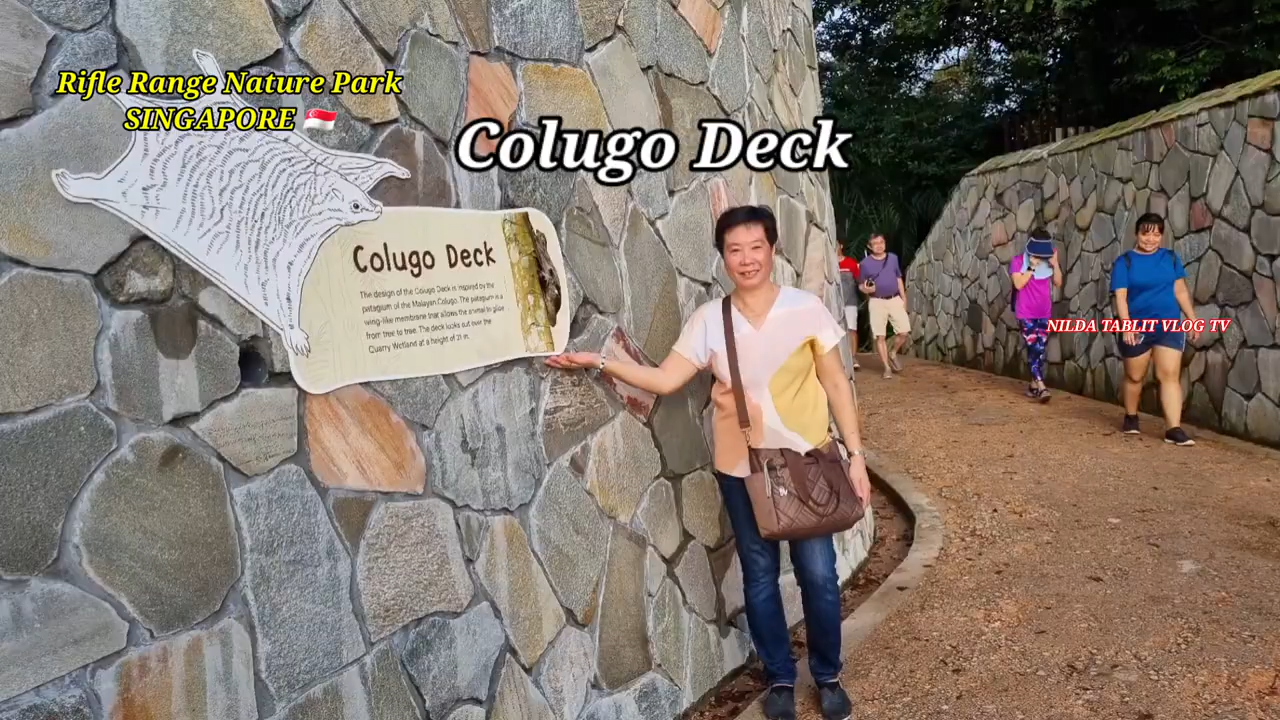 Rifle Range Nature Park
SINGAPORE 🇸🇬
Colugo Deck
Colugo Deck
The design of the Colugo Deck is inspired by the
patagium of the Malayan Colugo. The patagium is a
wing-like membrane that allows the animal to glide
from tree to tree. The deck looks out over the
Quarry Wetland at a height of 21 m.
NILDA TABLIT VLOG TV